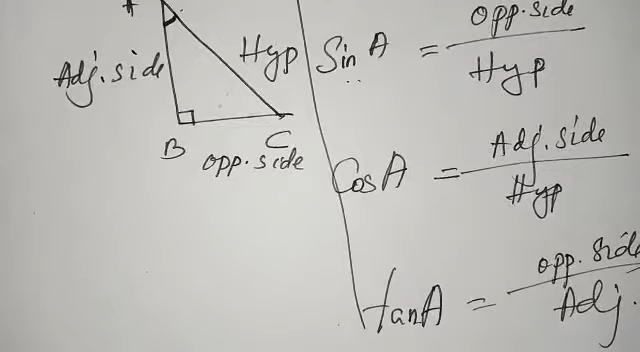 A
Adj. side
Hyp
B
C
opp. side
Sin A = Opp. side / Hyp
Cos A = Adj. side / Hyp
tan A = opp. side / Adj.